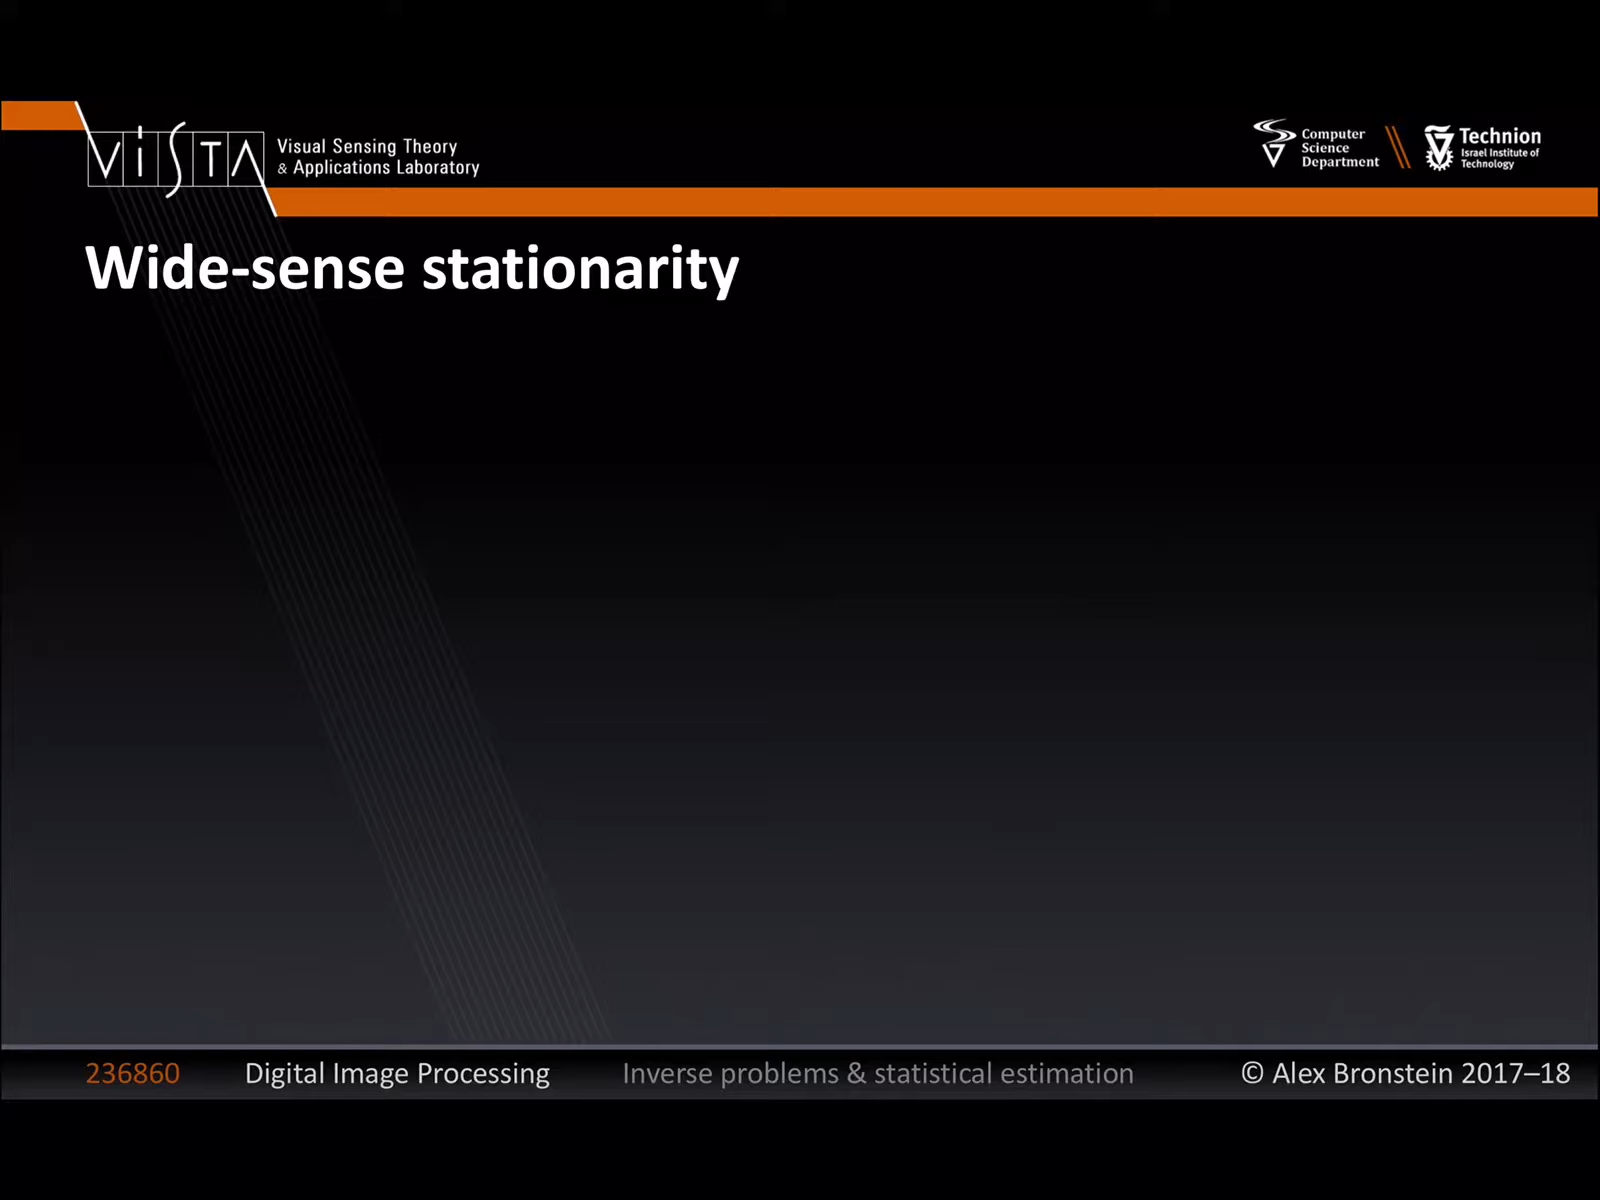 ViSTA
Visual Sensing Theory
& Applications Laboratory
Computer
Science
Department
Technion
Israel Institute of
Technology
Wide-sense stationarity
236860 Digital Image Processing Inverse problems & statistical estimation © Alex Bronstein 2017–18